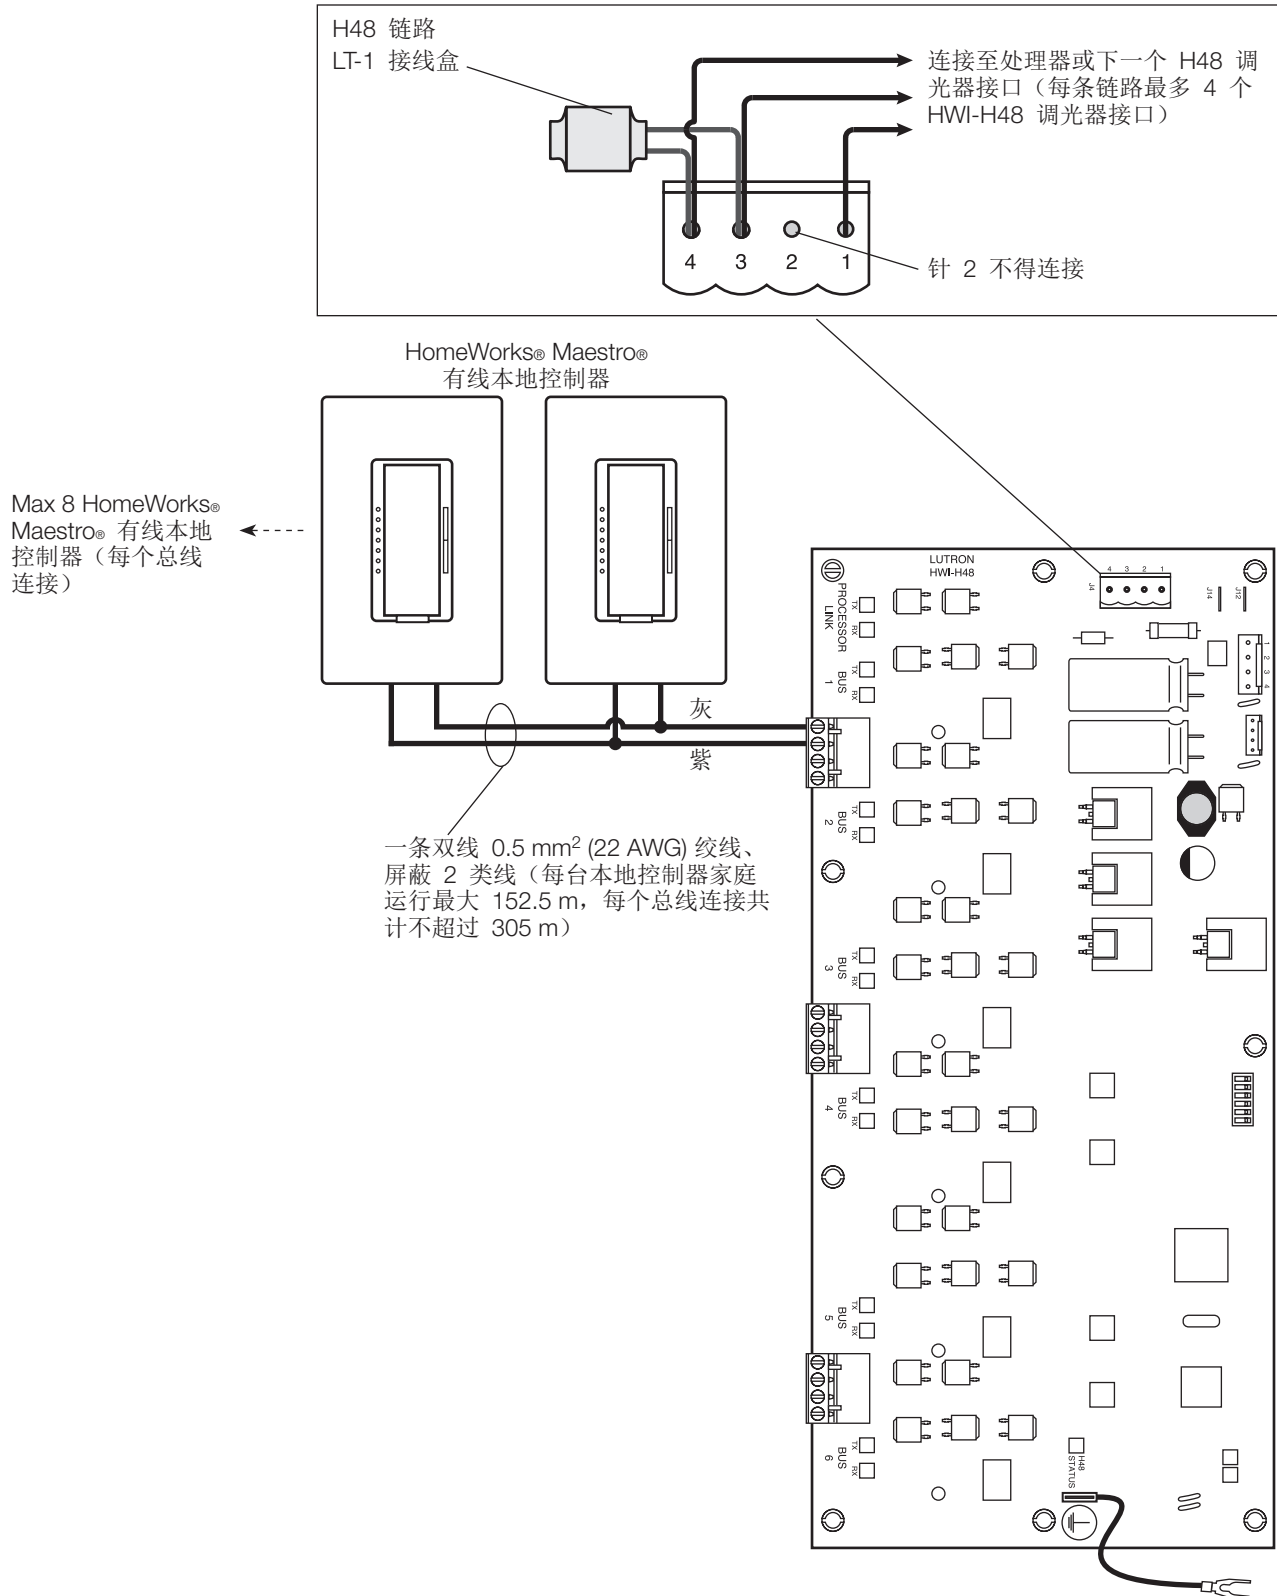 H48 链路
LT-1 接线盒
连接至处理器或下一个 H48 调
光器接口（每条链路最多 4 个
HWI-H48 调光器接口）
4 3 2 1
针 2 不得连接
HomeWorks® Maestro®
有线本地控制器
Max 8 HomeWorks®
Maestro® 有线本地
控制器（每个总线
连接）
灰
紫
一条双线 0.5 mm² (22 AWG) 绞线、
屏蔽 2 类线（每台本地控制器家庭
运行最大 152.5 m，每个总线连接共
计不超过 305 m）
LUTRON
HWI-H48
4 3 2 1
J4
J14
J12
1
2
3
4
PROCESSOR
LINK
TX
RX
BUS
1
TX
RX
BUS
2
TX
RX
BUS
3
TX
RX
BUS
4
TX
RX
BUS
5
TX
RX
BUS
6
TX
RX
H48
STATUS